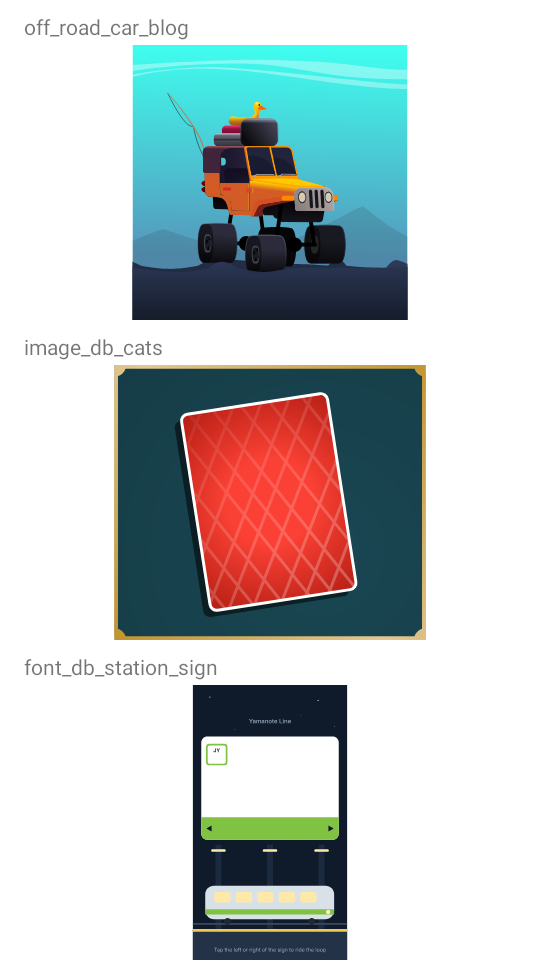 off_road_car_blog
image_db_cats
font_db_station_sign
Yamanote Line
JY
Tap the left or right of the sign to ride the loop